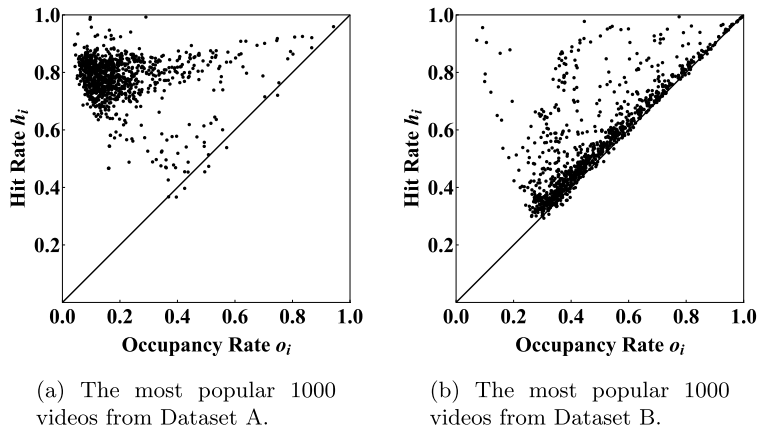 1.0
0.8
0.6
0.4
0.2
0.0 0.2 0.4 0.6 0.8 1.0
Hit Rate hᵢ
Occupancy Rate oᵢ
(a) The most popular 1000
videos from Dataset A.
1.0
0.8
0.6
0.4
0.2
0.0 0.2 0.4 0.6 0.8 1.0
Hit Rate hᵢ
Occupancy Rate oᵢ
(b) The most popular 1000
videos from Dataset B.